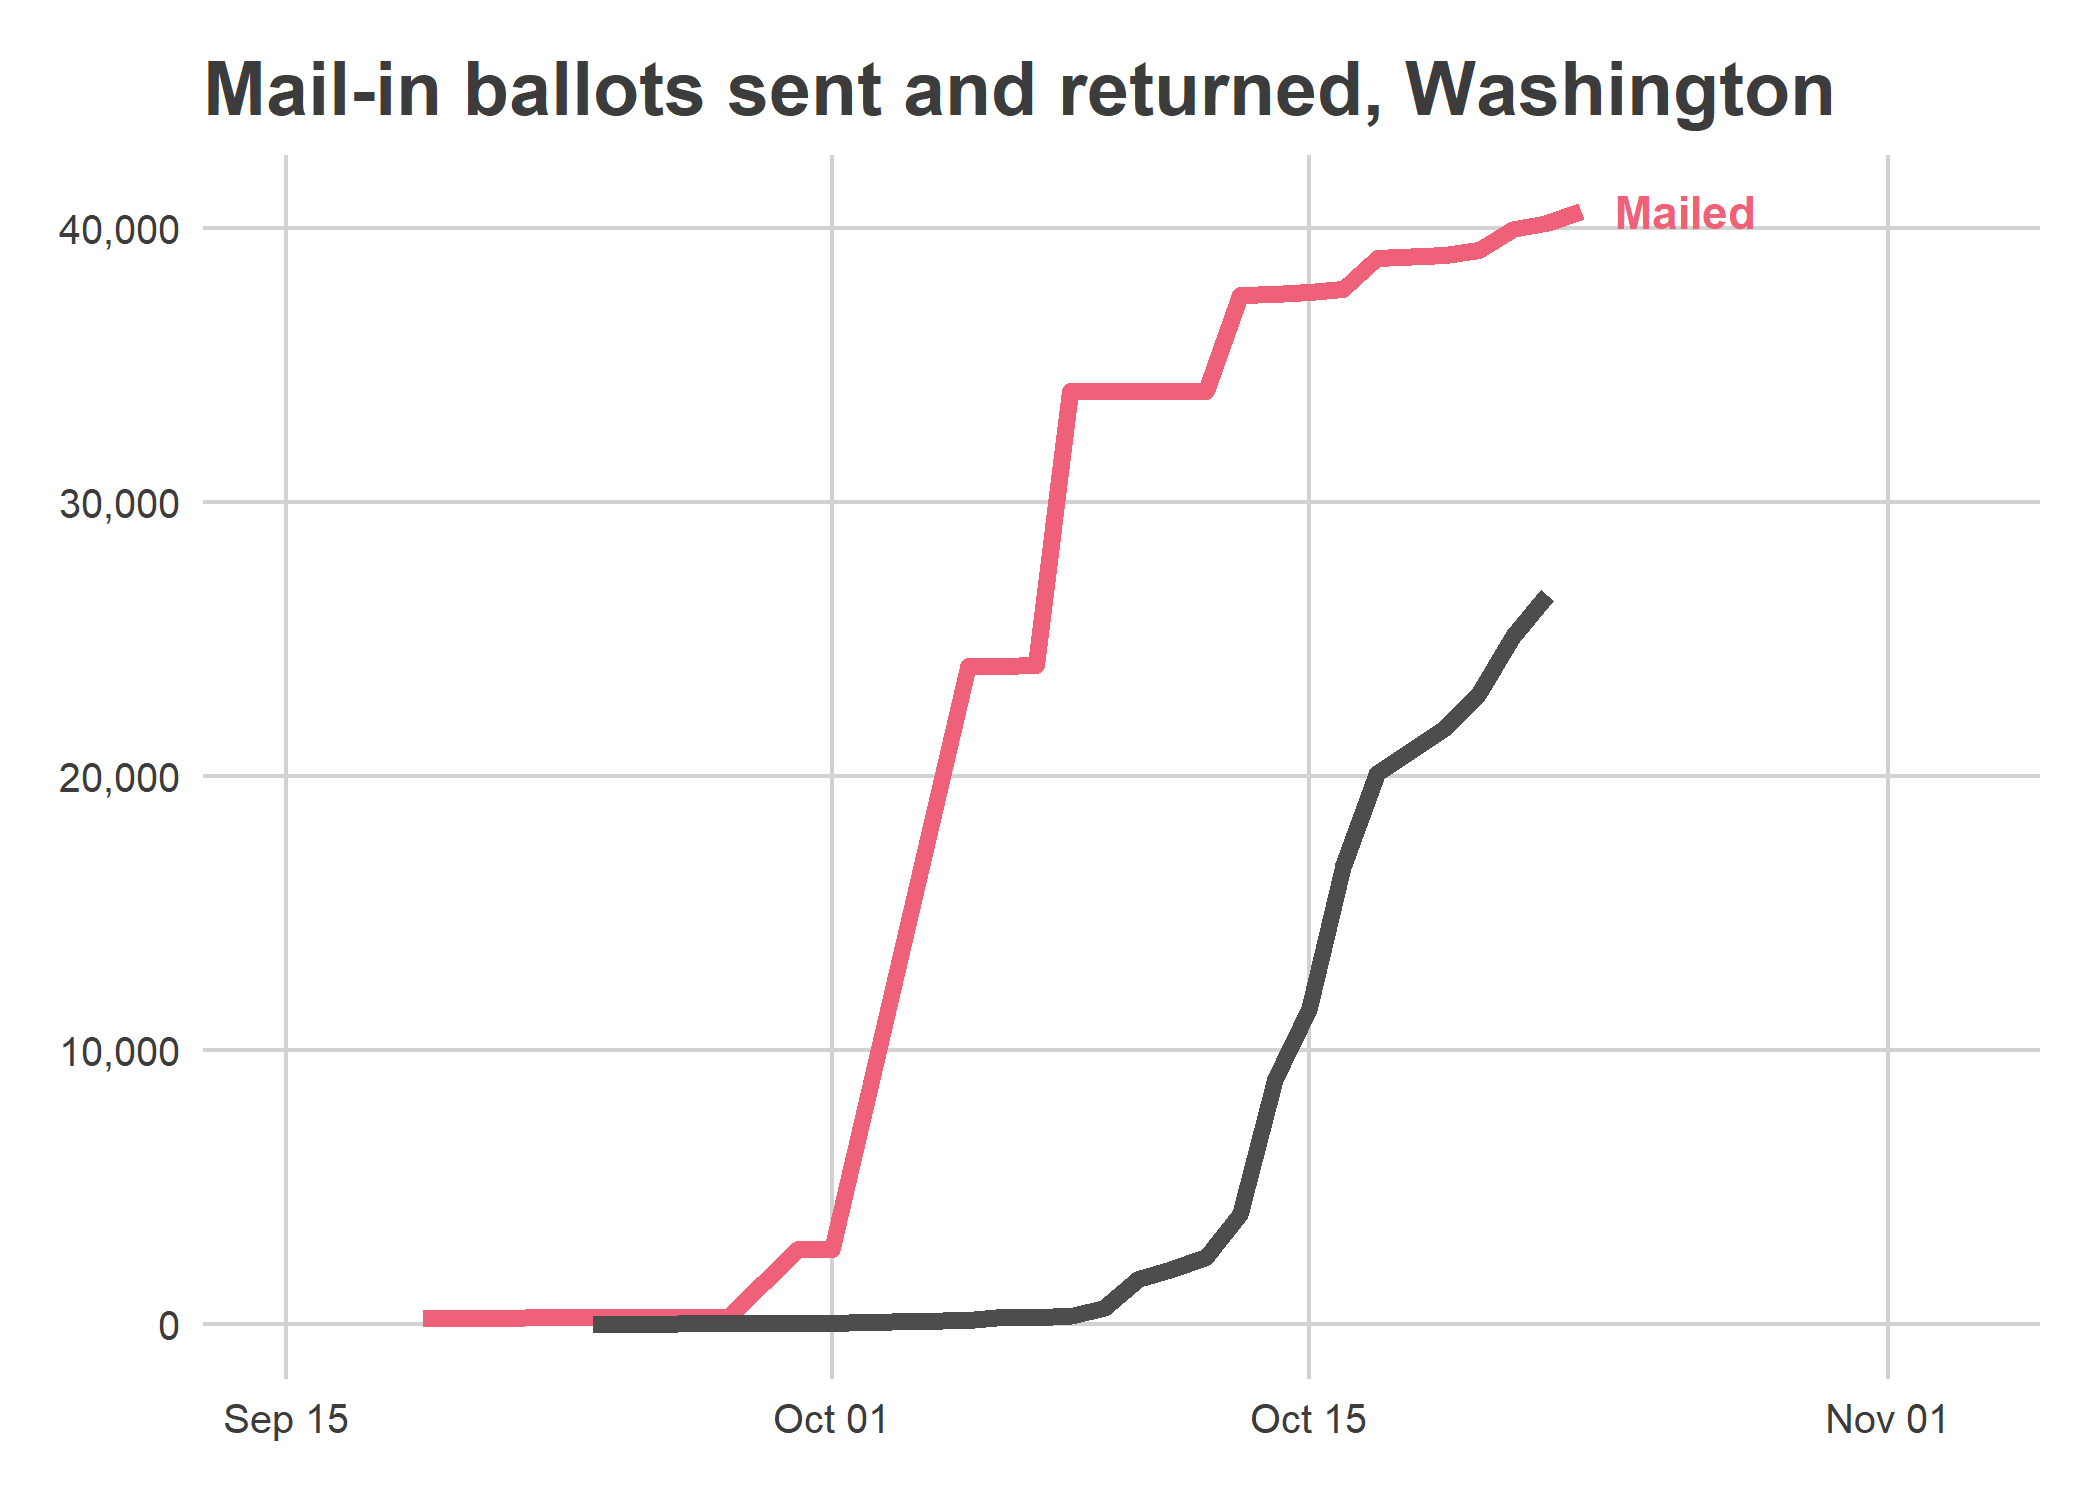 Mail-in ballots sent and returned, Washington
Mailed
40,000
30,000
20,000
10,000
0
Sep 15
Oct 01
Oct 15
Nov 01